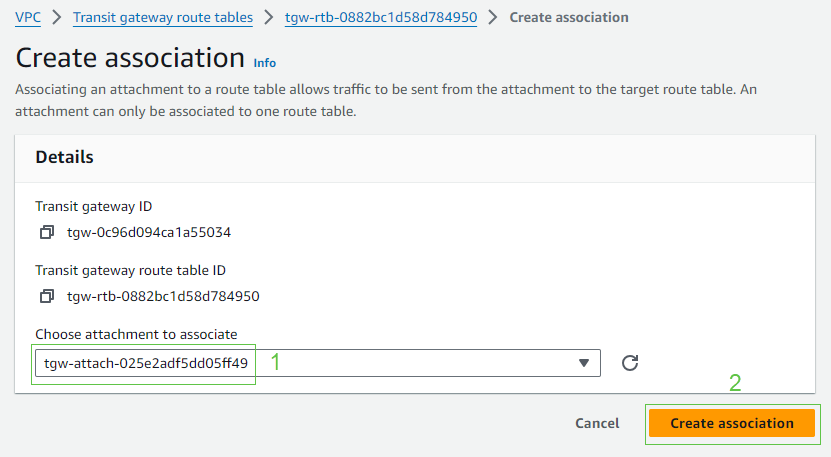 VPC > Transit gateway route tables > tgw-rtb-0882bc1d58d784950 > Create association
Create association Info
Associating an attachment to a route table allows traffic to be sent from the attachment to the target route table. An
attachment can only be associated to one route table.
Details
Transit gateway ID
tgw-0c96d094ca1a55034
Transit gateway route table ID
tgw-rtb-0882bc1d58d784950
Choose attachment to associate
tgw-attach-025e2adf5dd05ff49 1
2
Cancel Create association